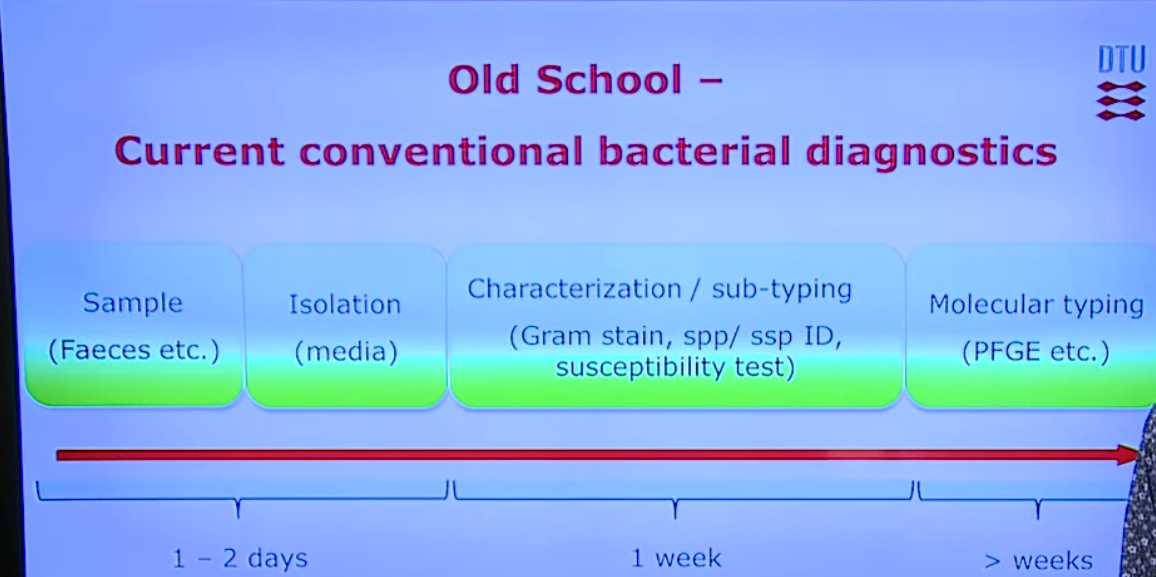 Old School –
DTU
Current conventional bacterial diagnostics
Sample
(Faeces etc.)
Isolation
(media)
Characterization / sub-typing
(Gram stain, spp/ ssp ID,
susceptibility test)
Molecular typing
(PFGE etc.)
1 – 2 days
1 week
> weeks